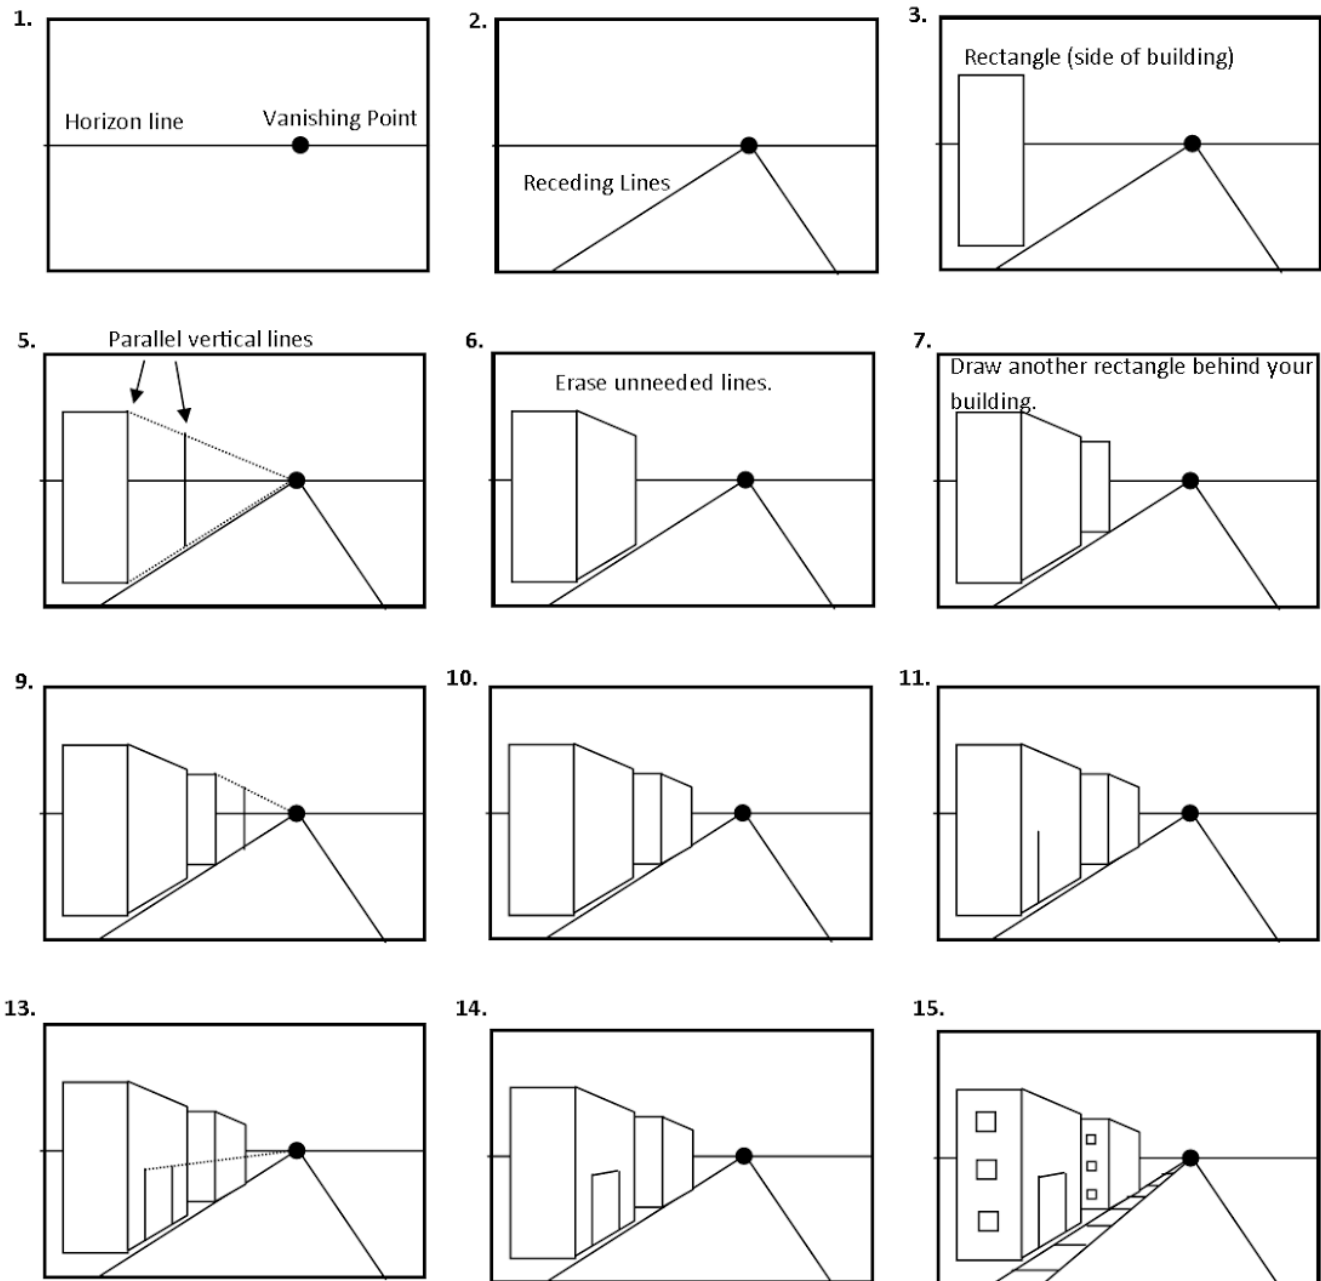 1.
Horizon line
Vanishing Point
2.
Receding Lines
3.
Rectangle (side of building)
5.
Parallel vertical lines
6.
Erase unneeded lines.
7.
Draw another rectangle behind your
building.
9.
10.
11.
13.
14.
15.